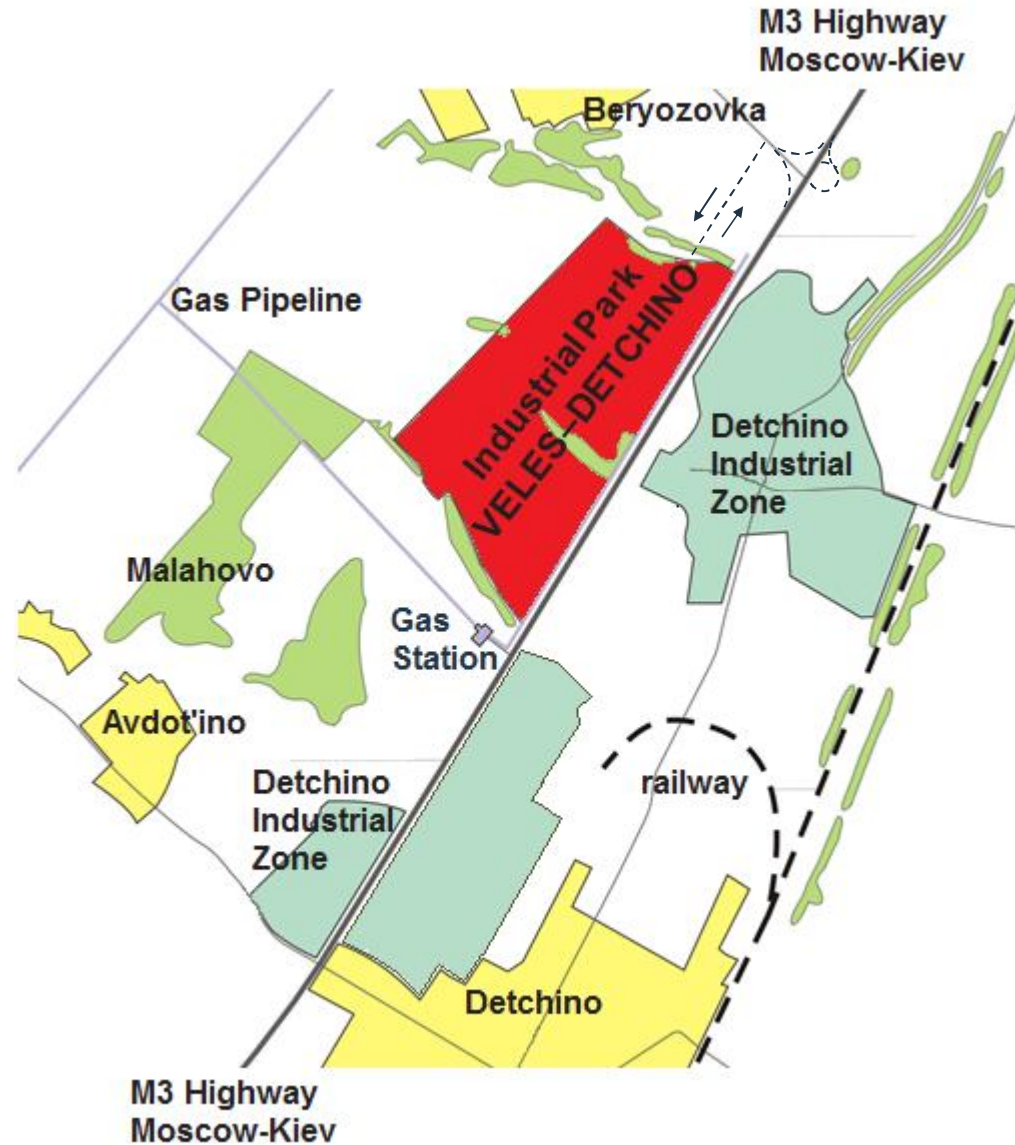 M3 Highway
Moscow-Kiev
Beryozovka
Gas Pipeline
Industrial Park
VELES-DETCHINO
Detchino
Industrial
Zone
Malahovo
Gas
Station
Avdot'ino
Detchino
Industrial
Zone
railway
Detchino
M3 Highway
Moscow-Kiev